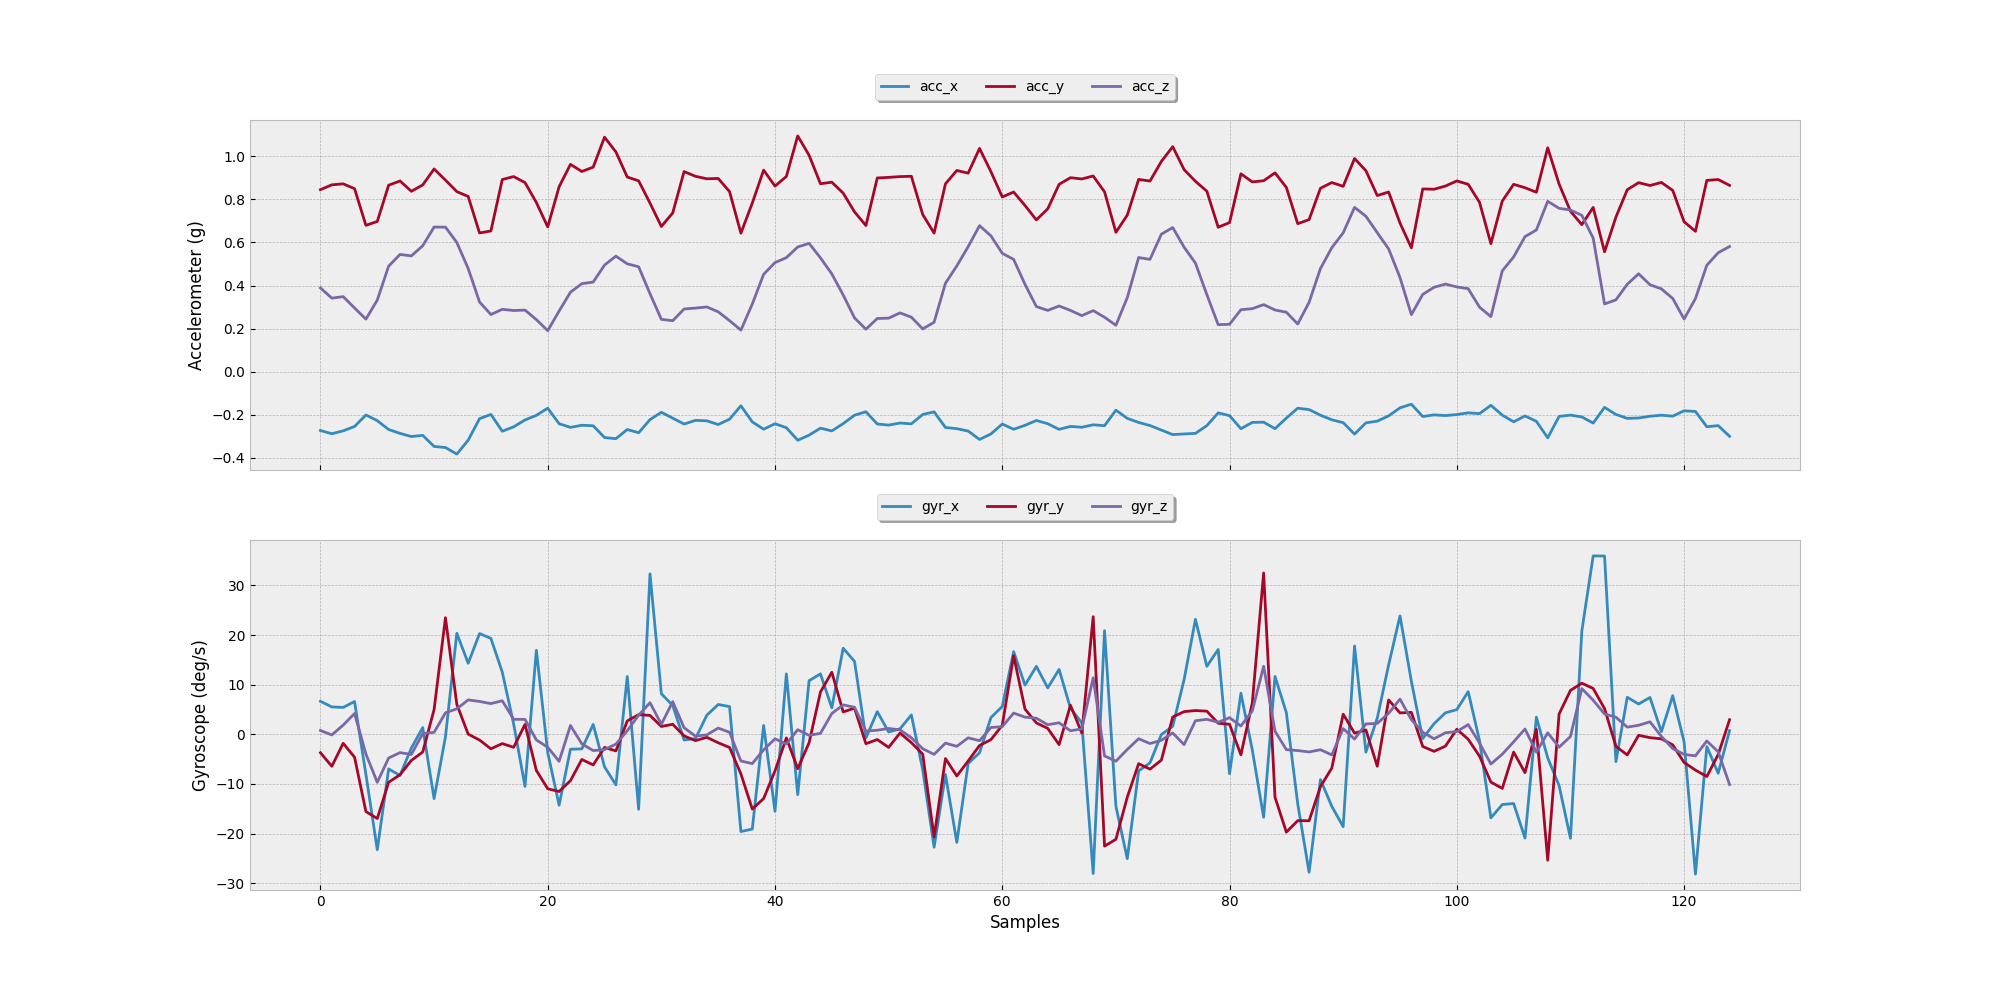 acc_x acc_y acc_z
Accelerometer (g)
1.0
0.8
0.6
0.4
0.2
0.0
−0.2
−0.4
gyr_x gyr_y gyr_z
Gyroscope (deg/s)
30
20
10
0
−10
−20
−30
0 20 40 60 80 100 120
Samples